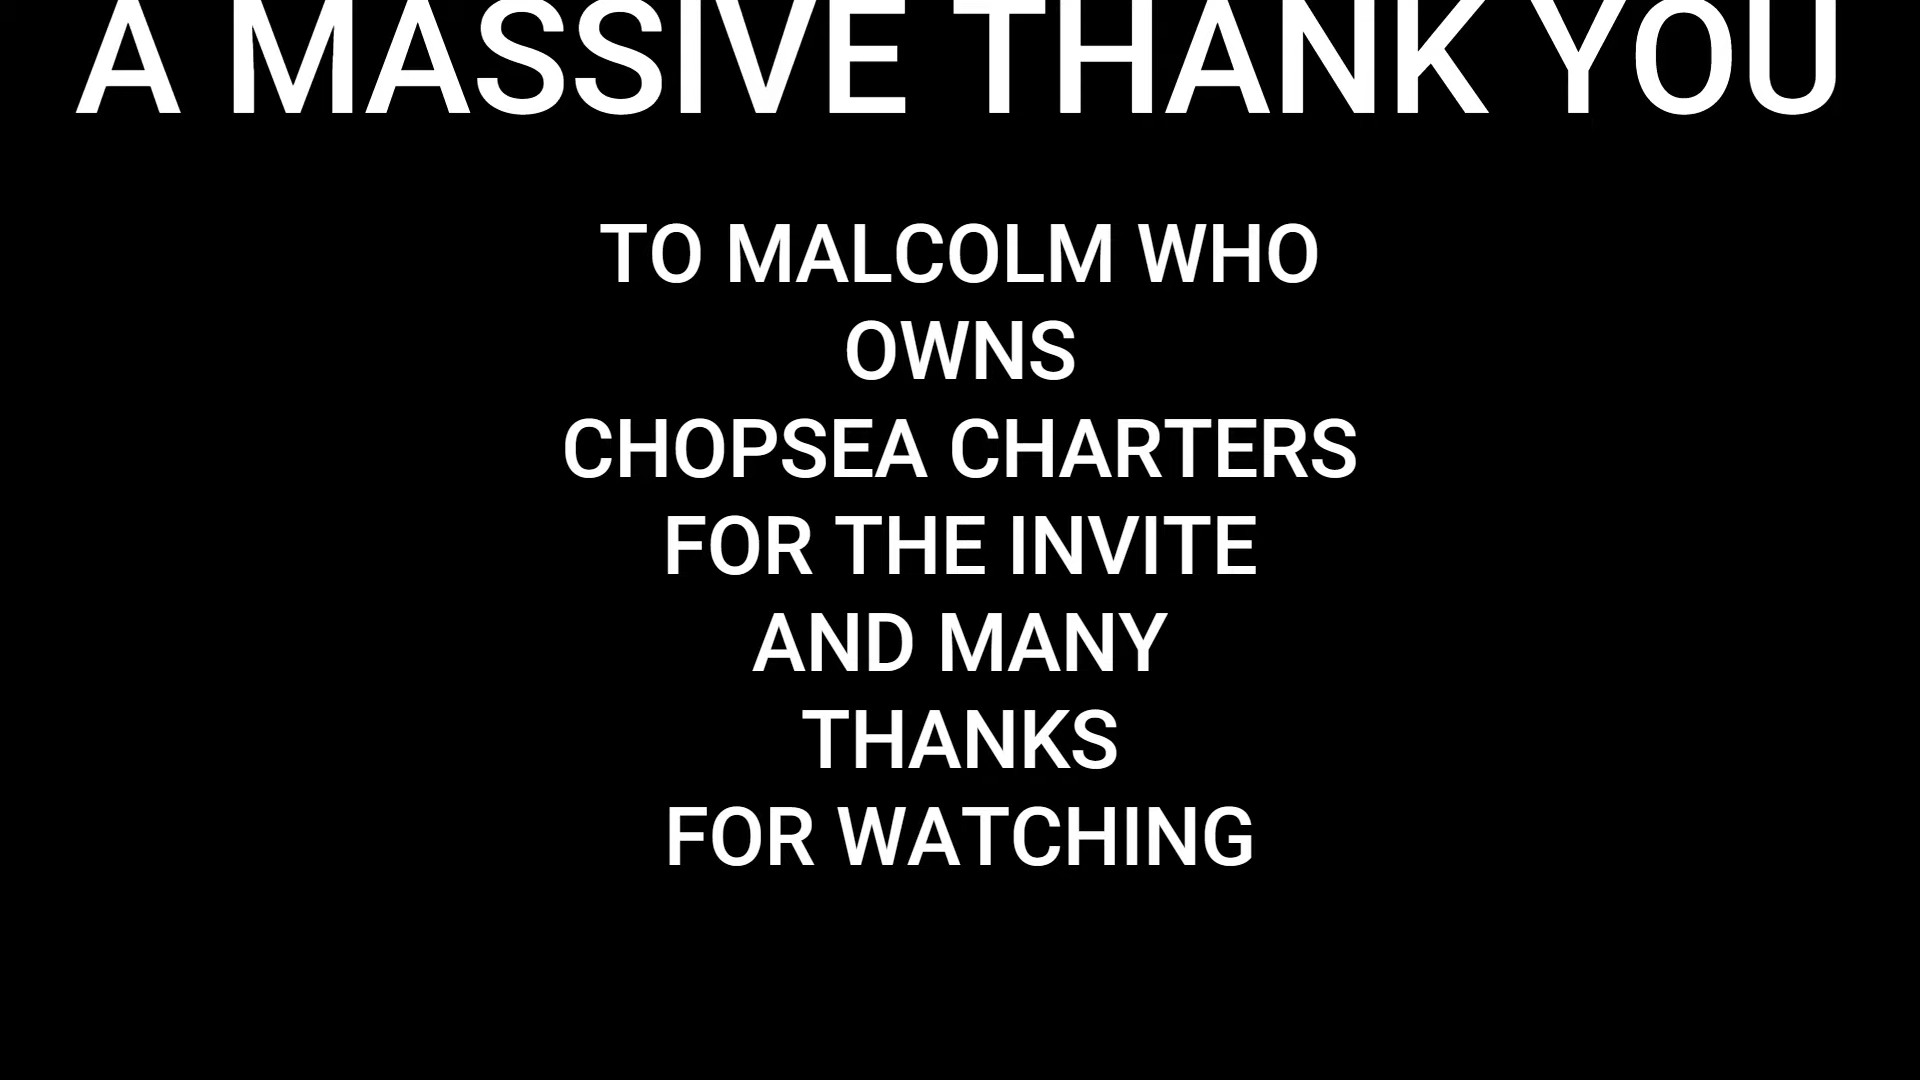 A MASSIVE THANK YOU
TO MALCOLM WHO
OWNS
CHOPSEA CHARTERS
FOR THE INVITE
AND MANY
THANKS
FOR WATCHING